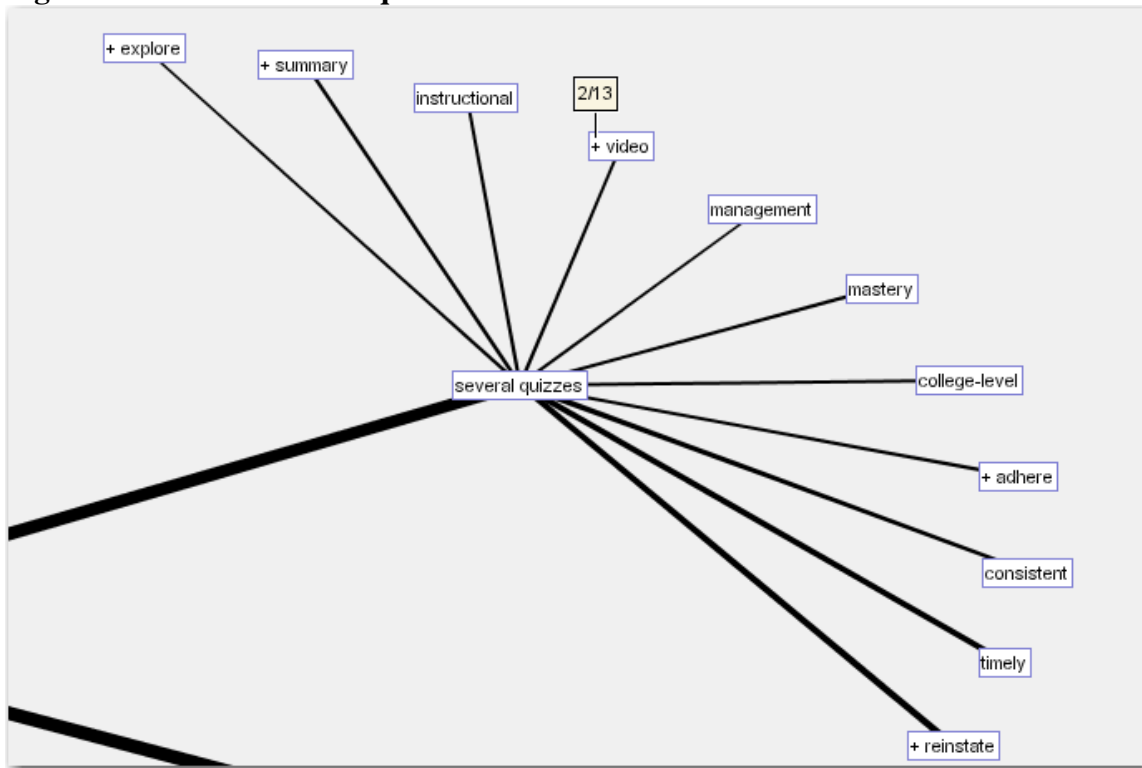 + explore
+ summary
instructional
2/13
+ video
management
mastery
several quizzes
college-level
+ adhere
consistent
timely
+ reinstate